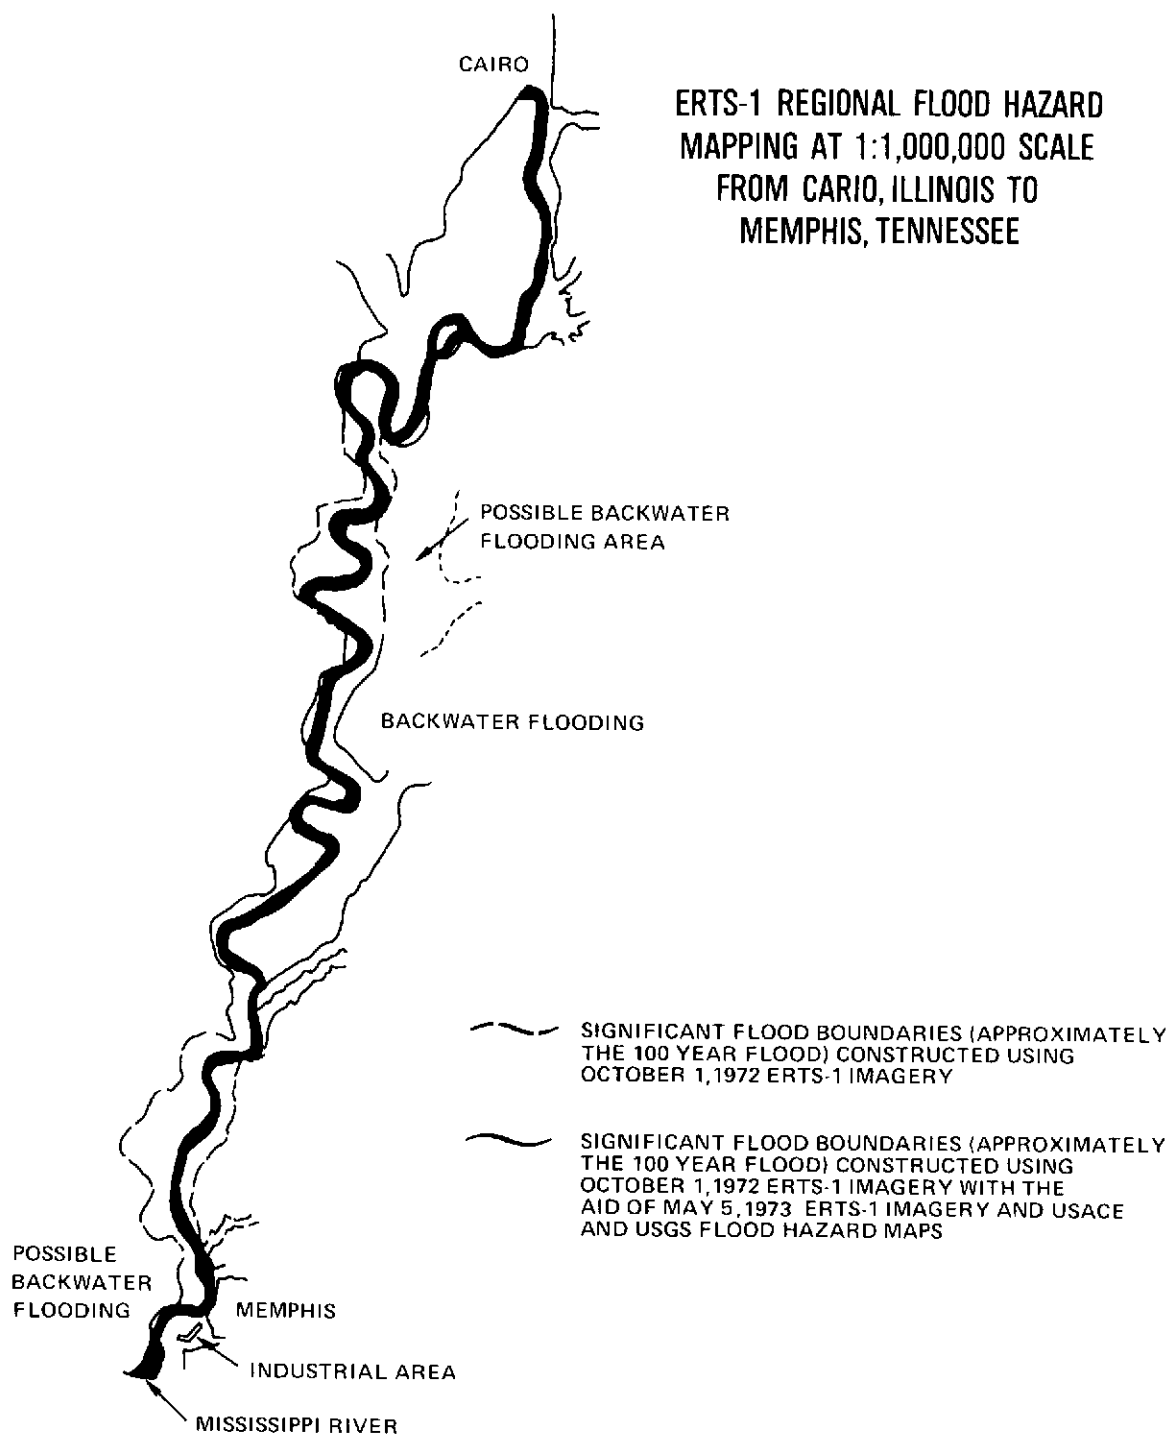 CAIRO
ERTS-1 REGIONAL FLOOD HAZARD
MAPPING AT 1:1,000,000 SCALE
FROM CARIO, ILLINOIS TO
MEMPHIS, TENNESSEE
POSSIBLE BACKWATER
FLOODING AREA
BACKWATER FLOODING
SIGNIFICANT FLOOD BOUNDARIES (APPROXIMATELY
THE 100 YEAR FLOOD) CONSTRUCTED USING
OCTOBER 1,1972 ERTS-1 IMAGERY
SIGNIFICANT FLOOD BOUNDARIES (APPROXIMATELY
THE 100 YEAR FLOOD) CONSTRUCTED USING
OCTOBER 1,1972 ERTS-1 IMAGERY WITH THE
AID OF MAY 5,1973 ERTS-1 IMAGERY AND USACE
AND USGS FLOOD HAZARD MAPS
POSSIBLE
BACKWATER
FLOODING
MEMPHIS
INDUSTRIAL AREA
MISSISSIPPI RIVER